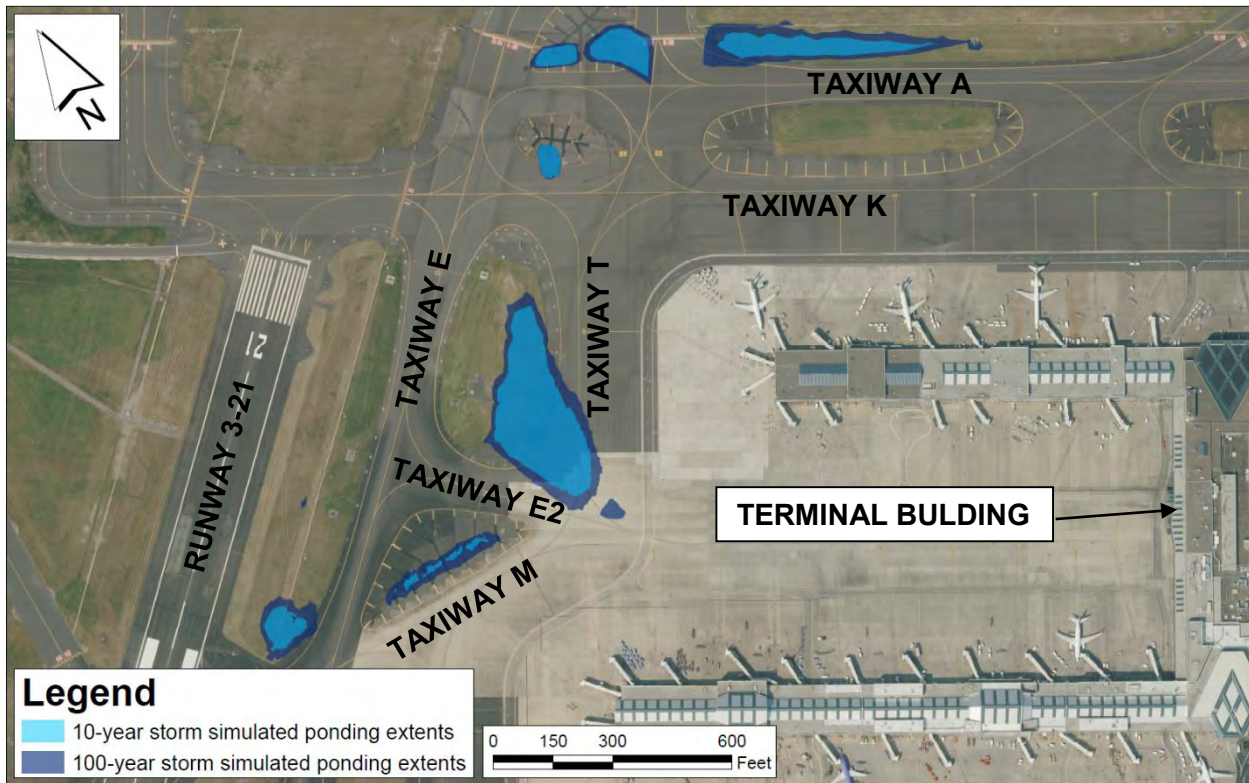 N
TAXIWAY A
TAXIWAY K
TAXIWAY E
TAXIWAY T
21
RUNWAY 3-21
TAXIWAY E2
TERMINAL BULDING
TAXIWAY M
Legend
10-year storm simulated ponding extents
100-year storm simulated ponding extents
0 150 300 600
Feet